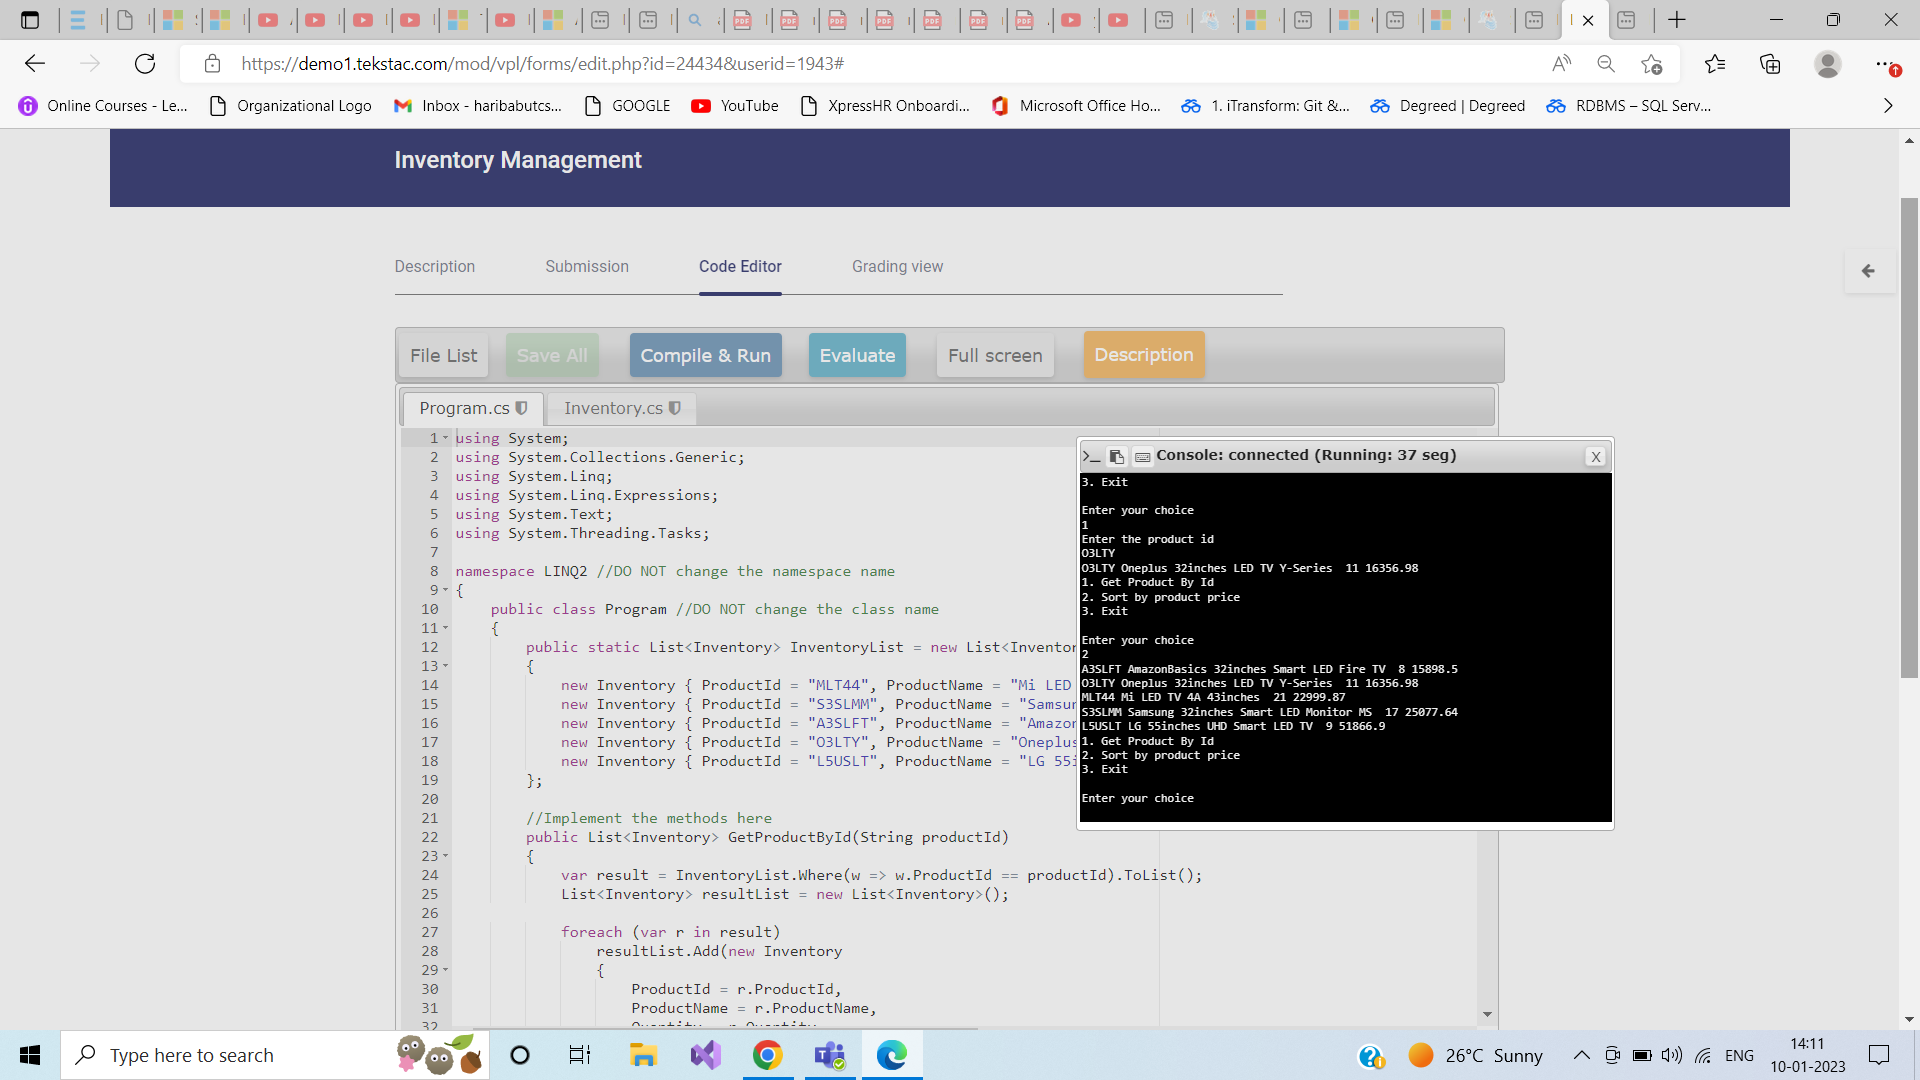 https://demo1.tekstac.com/mod/vpl/forms/edit.php?id=24434&userid=1943#
Online Courses - Le...
Organizational Logo
Inbox - haribabutcs...
GOOGLE
YouTube
XpressHR Onboardi...
Microsoft Office Ho...
1. iTransform: Git &...
Degreed | Degreed
RDBMS – SQL Serv...
Inventory Management
Description
Submission
Code Editor
Grading view
File List
Save All
Compile & Run
Evaluate
Full screen
Description
Program.cs
Inventory.cs
1 using System;
2 using System.Collections.Generic;
3 using System.Linq;
4 using System.Linq.Expressions;
5 using System.Text;
6 using System.Threading.Tasks;
7
8 namespace LINQ2 //DO NOT change the namespace name
9 {
10 public class Program //DO NOT change the class name
11 {
12 public static List<Inventory> InventoryList = new List<Inventor
13 {
14 new Inventory { ProductId = "MLT44", ProductName = "Mi LED
15 new Inventory { ProductId = "S3SLMM", ProductName = "Samsun
16 new Inventory { ProductId = "A3SLFT", ProductName = "Amazon
17 new Inventory { ProductId = "O3LTY", ProductName = "Oneplus
18 new Inventory { ProductId = "L5USLT", ProductName = "LG 55i
19 };
20
21 //Implement the methods here
22 public List<Inventory> GetProductById(String productId)
23 {
24 var result = InventoryList.Where(w => w.ProductId == productId).ToList();
25 List<Inventory> resultList = new List<Inventory>();
26
27 foreach (var r in result)
28 resultList.Add(new Inventory
29 {
30 ProductId = r.ProductId,
31 ProductName = r.ProductName,
32 Quantity = r.Quantity
Console: connected (Running: 37 seg)
X
3. Exit
Enter your choice
1
Enter the product id
O3LTY
O3LTY Oneplus 32inches LED TV Y-Series  11 16356.98
1. Get Product By Id
2. Sort by product price
3. Exit
Enter your choice
2
A3SLFT AmazonBasics 32inches Smart LED Fire TV  8 15898.5
O3LTY Oneplus 32inches LED TV Y-Series  11 16356.98
MLT44 Mi LED TV 4A 43inches  21 22999.87
S3SLMM Samsung 32inches Smart LED Monitor MS  17 25077.64
L5USLT LG 55inches UHD Smart LED TV  9 51866.9
1. Get Product By Id
2. Sort by product price
3. Exit
Enter your choice
Type here to search
26°C Sunny
ENG
14:11
10-01-2023